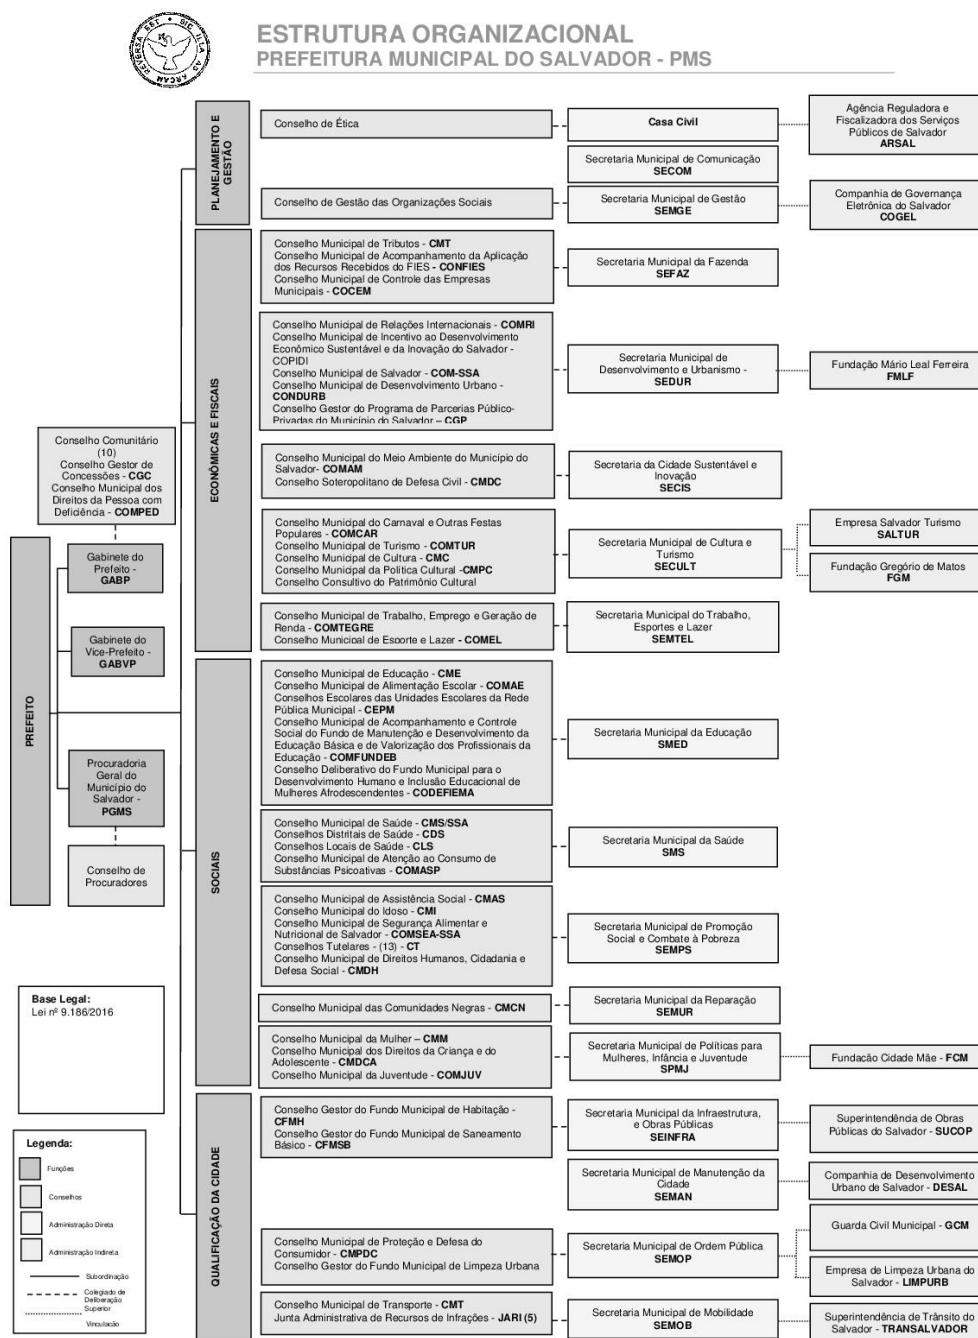 REVERSA EST SIC ILLA AD ARCAM
ESTRUTURA ORGANIZACIONAL
PREFEITURA MUNICIPAL DO SALVADOR - PMS
PLANEJAMENTO E
GESTÃO
Conselho de Ética
Casa Civil
Agência Reguladora e
Fiscalizadora dos Serviços
Públicos de Salvador
ARSAL
Secretaria Municipal de Comunicação
SECOM
Conselho de Gestão das Organizações Sociais
Secretaria Municipal de Gestão
SEMGE
Companhia de Governança
Eletrônica do Salvador
COGEL
ECONÔMICAS E FISCAIS
Conselho Municipal de Tributos - CMT
Conselho Municipal de Acompanhamento da Aplicação
dos Recursos Recebidos do FIES - CONFIES
Conselho Municipal de Controle das Empresas
Municipais - COCEM
Secretaria Municipal da Fazenda
SEFAZ
Conselho Municipal de Relações Internacionais - COMRI
Conselho Municipal de Incentivo ao Desenvolvimento
Econômico Sustentável e da Inovação do Salvador -
COPIDI
Conselho Municipal de Salvador - COM-SSA
Conselho Municipal de Desenvolvimento Urbano -
CONDURB
Conselho Gestor do Programa de Parcerias Público-
Privadas do Município do Salvador – CGP
Secretaria Municipal de
Desenvolvimento e Urbanismo -
SEDUR
Fundação Mário Leal Ferreira
FMLF
Conselho Municipal do Meio Ambiente do Município do
Salvador- COMAM
Conselho Soteropolitano de Defesa Civil - CMDC
Secretaria da Cidade Sustentável e
Inovação
SECIS
Conselho Municipal do Carnaval e Outras Festas
Populares - COMCAR
Conselho Municipal de Turismo - COMTUR
Conselho Municipal de Cultura - CMC
Conselho Municipal da Política Cultural -CMPC
Conselho Consultivo do Patrimônio Cultural
Secretaria Municipal de Cultura e
Turismo
SECULT
Empresa Salvador Turismo
SALTUR
Fundação Gregório de Matos
FGM
Conselho Municipal de Trabalho, Emprego e Geração de
Renda - COMTEGRE
Conselho Municical de Esporte e Lazer - COMEL
Secretaria Municipal do Trabalho,
Esportes e Lazer
SEMTEL
Conselho Comunitário
(10)
Conselho Gestor de
Concessões - CGC
Conselho Municipal dos
Direitos da Pessoa com
Deficiência - COMPED
PREFEITO
Gabinete do
Prefeito -
GABP
Gabinete do
Vice-Prefeito -
GABVP
Procuradoria
Geral do
Município do
Salvador -
PGMS
Conselho de
Procuradores
SOCIAIS
Conselho Municipal de Educação - CME
Conselho Municipal de Alimentação Escolar - COMAE
Conselhos Escolares das Unidades Escolares da Rede
Pública Municipal - CEPM
Conselho Municipal de Acompanhamento e Controle
Social do Fundo de Manutenção e Desenvolvimento da
Educação Básica e de Valorização dos Profissionais da
Educação - COMFUNDEB
Conselho Deliberativo do Fundo Municipal para o
Desenvolvimento Humano e Inclusão Educacional de
Mulheres Afrodescendentes - CODEFIEMA
Secretaria Municipal da Educação
SMED
Conselho Municipal de Saúde - CMS/SSA
Conselhos Distritais de Saúde - CDS
Conselhos Locais de Saúde - CLS
Conselho Municipal de Atenção ao Consumo de
Substâncias Psicoativas - COMASP
Secretaria Municipal da Saúde
SMS
Conselho Municipal de Assistência Social - CMAS
Conselho Municipal do Idoso - CMI
Conselho Municipal de Segurança Alimentar e
Nutricional de Salvador - COMSEA-SSA
Conselhos Tutelares - (13) - CT
Conselho Municipal de Direitos Humanos, Cidadania e
Defesa Social - CMDH
Secretaria Municipal de Promoção
Social e Combate à Pobreza
SEMPS
Conselho Municipal das Comunidades Negras - CMCN
Secretaria Municipal da Reparação
SEMUR
Conselho Municipal da Mulher – CMM
Conselho Municipal dos Direitos da Criança e do
Adolescente - CMDCA
Conselho Municipal da Juventude - COMJUV
Secretaria Municipal de Políticas para
Mulheres, Infância e Juventude
SPMJ
Fundacão Cidade Mãe - FCM
QUALIFICAÇÃO DA CIDADE
Conselho Gestor do Fundo Municipal de Habitação -
CFMH
Conselho Gestor do Fundo Municipal de Saneamento
Básico - CFMSB
Secretaria Municipal da Infraestrutura,
e Obras Públicas
SEINFRA
Superintendência de Obras
Públicas do Salvador - SUCOP
Secretaria Municipal de Manutenção da
Cidade
SEMAN
Companhia de Desenvolvimento
Urbano de Salvador - DESAL
Conselho Municipal de Proteção e Defesa do
Consumidor - CMPDC
Conselho Gestor do Fundo Municipal de Limpeza Urbana
Secretaria Municipal de Ordem Pública
SEMOP
Guarda Civil Municipal - GCM
Empresa de Limpeza Urbana do
Salvador - LIMPURB
Conselho Municipal de Transporte - CMT
Junta Administrativa de Recursos de Infrações - JARI (5)
Secretaria Municipal de Mobilidade
SEMOB
Superintendência de Trânsito do
Salvador - TRANSALVADOR
Base Legal:
Lei nº 9.186/2016
Legenda:
Funções
Conselhos
Administração Direta
Administração Indireta
Subordinação
Colegiado de
Deliberação
Superior
Vinculação